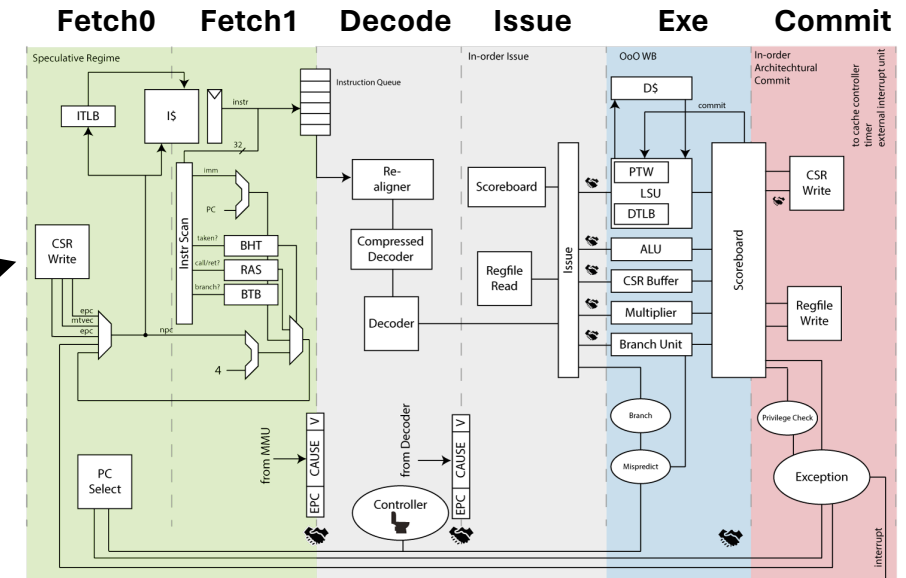 Fetch0
Fetch1
Decode
Issue
Exe
Commit
Speculative Regime
In-order Issue
OoO WB
In-order
Architechtural
Commit
to cache controller
timer
external interrupt unit
ITLB
I$
instr
Instruction Queue
32
Instr Scan
imm
PC
taken?
BHT
call/ret?
RAS
branch?
BTB
CSR
Write
epc
mtvec
epc
npc
4
PC
Select
from MMU
EPC
CAUSE
V
Re-
aligner
Compressed
Decoder
Decoder
from Decoder
EPC
CAUSE
V
Controller
Scoreboard
Regfile
Read
Issue
D$
commit
PTW
LSU
DTLB
ALU
CSR Buffer
Multiplier
Branch Unit
Branch
Mispredict
Scoreboard
CSR
Write
Regfile
Write
Privilege Check
Exception
interrupt